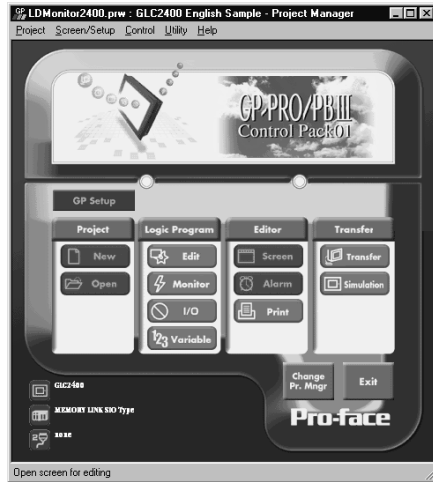 LDMonitor2400.prw : GLC2400 English Sample - Project Manager
Project Screen/Setup Control Utility Help
GP-PRO/PBIII
Control Pack01
GP Setup
Project
New
Open
Logic Program
Edit
Monitor
I/O
123 Variable
Editor
Screen
Alarm
Print
Transfer
Transfer
Simulation
Change
Pr. Mngr
Exit
GLC2400
MEMORY LINK SIO Type
none
Pro-face
Open screen for editing